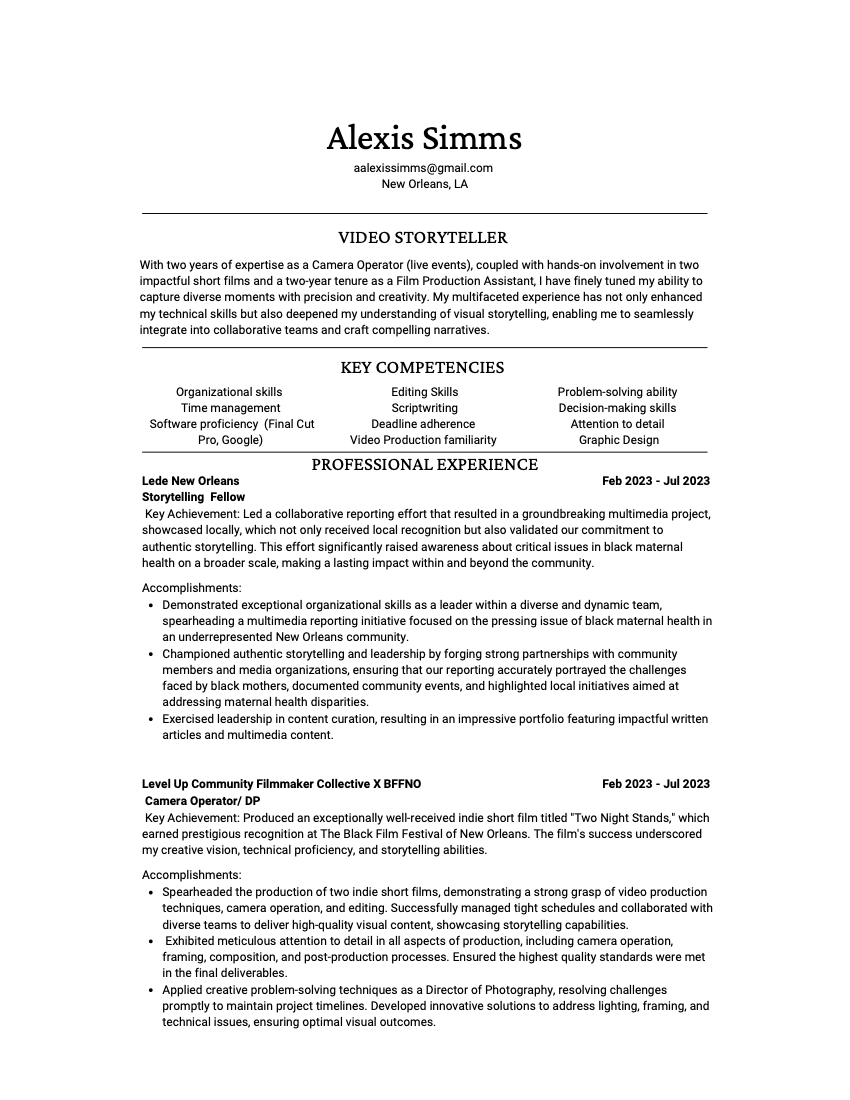 Alexis Simms
aalexissimms@gmail.com
New Orleans, LA
VIDEO STORYTELLER
With two years of expertise as a Camera Operator (live events), coupled with hands-on involvement in two
impactful short films and a two-year tenure as a Film Production Assistant, I have finely tuned my ability to
capture diverse moments with precision and creativity. My multifaceted experience has not only enhanced
my technical skills but also deepened my understanding of visual storytelling, enabling me to seamlessly
integrate into collaborative teams and craft compelling narratives.
KEY COMPETENCIES
Organizational skills
Time management
Software proficiency (Final Cut
Pro, Google)
Editing Skills
Scriptwriting
Deadline adherence
Video Production familiarity
Problem-solving ability
Decision-making skills
Attention to detail
Graphic Design
PROFESSIONAL EXPERIENCE
Lede New Orleans Feb 2023 - Jul 2023
Storytelling Fellow
Key Achievement: Led a collaborative reporting effort that resulted in a groundbreaking multimedia project,
showcased locally, which not only received local recognition but also validated our commitment to
authentic storytelling. This effort significantly raised awareness about critical issues in black maternal
health on a broader scale, making a lasting impact within and beyond the community.
Accomplishments:
• Demonstrated exceptional organizational skills as a leader within a diverse and dynamic team,
spearheading a multimedia reporting initiative focused on the pressing issue of black maternal health in
an underrepresented New Orleans community.
• Championed authentic storytelling and leadership by forging strong partnerships with community
members and media organizations, ensuring that our reporting accurately portrayed the challenges
faced by black mothers, documented community events, and highlighted local initiatives aimed at
addressing maternal health disparities.
• Exercised leadership in content curation, resulting in an impressive portfolio featuring impactful written
articles and multimedia content.
Level Up Community Filmmaker Collective X BFFNO Feb 2023 - Jul 2023
Camera Operator/ DP
Key Achievement: Produced an exceptionally well-received indie short film titled "Two Night Stands," which
earned prestigious recognition at The Black Film Festival of New Orleans. The film's success underscored
my creative vision, technical proficiency, and storytelling abilities.
Accomplishments:
• Spearheaded the production of two indie short films, demonstrating a strong grasp of video production
techniques, camera operation, and editing. Successfully managed tight schedules and collaborated with
diverse teams to deliver high-quality visual content, showcasing storytelling capabilities.
• Exhibited meticulous attention to detail in all aspects of production, including camera operation,
framing, composition, and post-production processes. Ensured the highest quality standards were met
in the final deliverables.
• Applied creative problem-solving techniques as a Director of Photography, resolving challenges
promptly to maintain project timelines. Developed innovative solutions to address lighting, framing, and
technical issues, ensuring optimal visual outcomes.